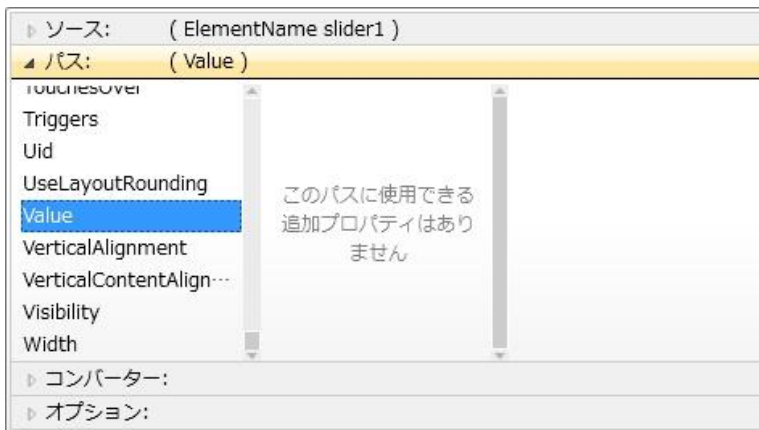 ソース: ( ElementName slider1 )
パス: ( Value )
TouchesOver
Triggers
Uid
UseLayoutRounding
Value
VerticalAlignment
VerticalContentAlign…
Visibility
Width
このパスに使用できる
追加プロパティはあり
ません
コンバーター:
オプション: